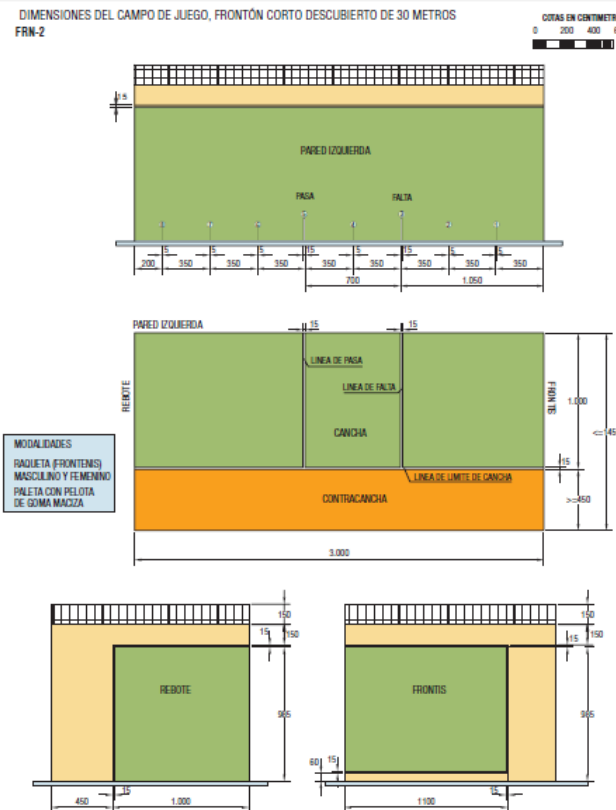 DIMENSIONES DEL CAMPO DE JUEGO, FRONTÓN CORTO DESCUBIERTO DE 30 METROS
FRN-2
COTAS EN CENTIMETR
0 200 400 6
15
PARED IZQUIERDA
PASA FALTA
5 5 5 15 5 15 5 5
200 350 350 350 350 350 350 350 350
700 1.050
PARED IZQUIERDA
15 15
LINEA DE PASA
LINEA DE FALTA
REBOTE
CANCHA
FRONTIS
1.000
<=145
15
LINEA DE LIMITE DE CANCHA
CONTRACANCHA
>=450
3.000
MODALIDADES
RAQUETA (FRONTENIS)
MASCULINO Y FEMENINO
PALETA CON PELOTA
DE GOMA MACIZA
150
15 150
REBOTE
985
15
450 1.000
150
15 150
FRONTIS
985
60 15
15
1100